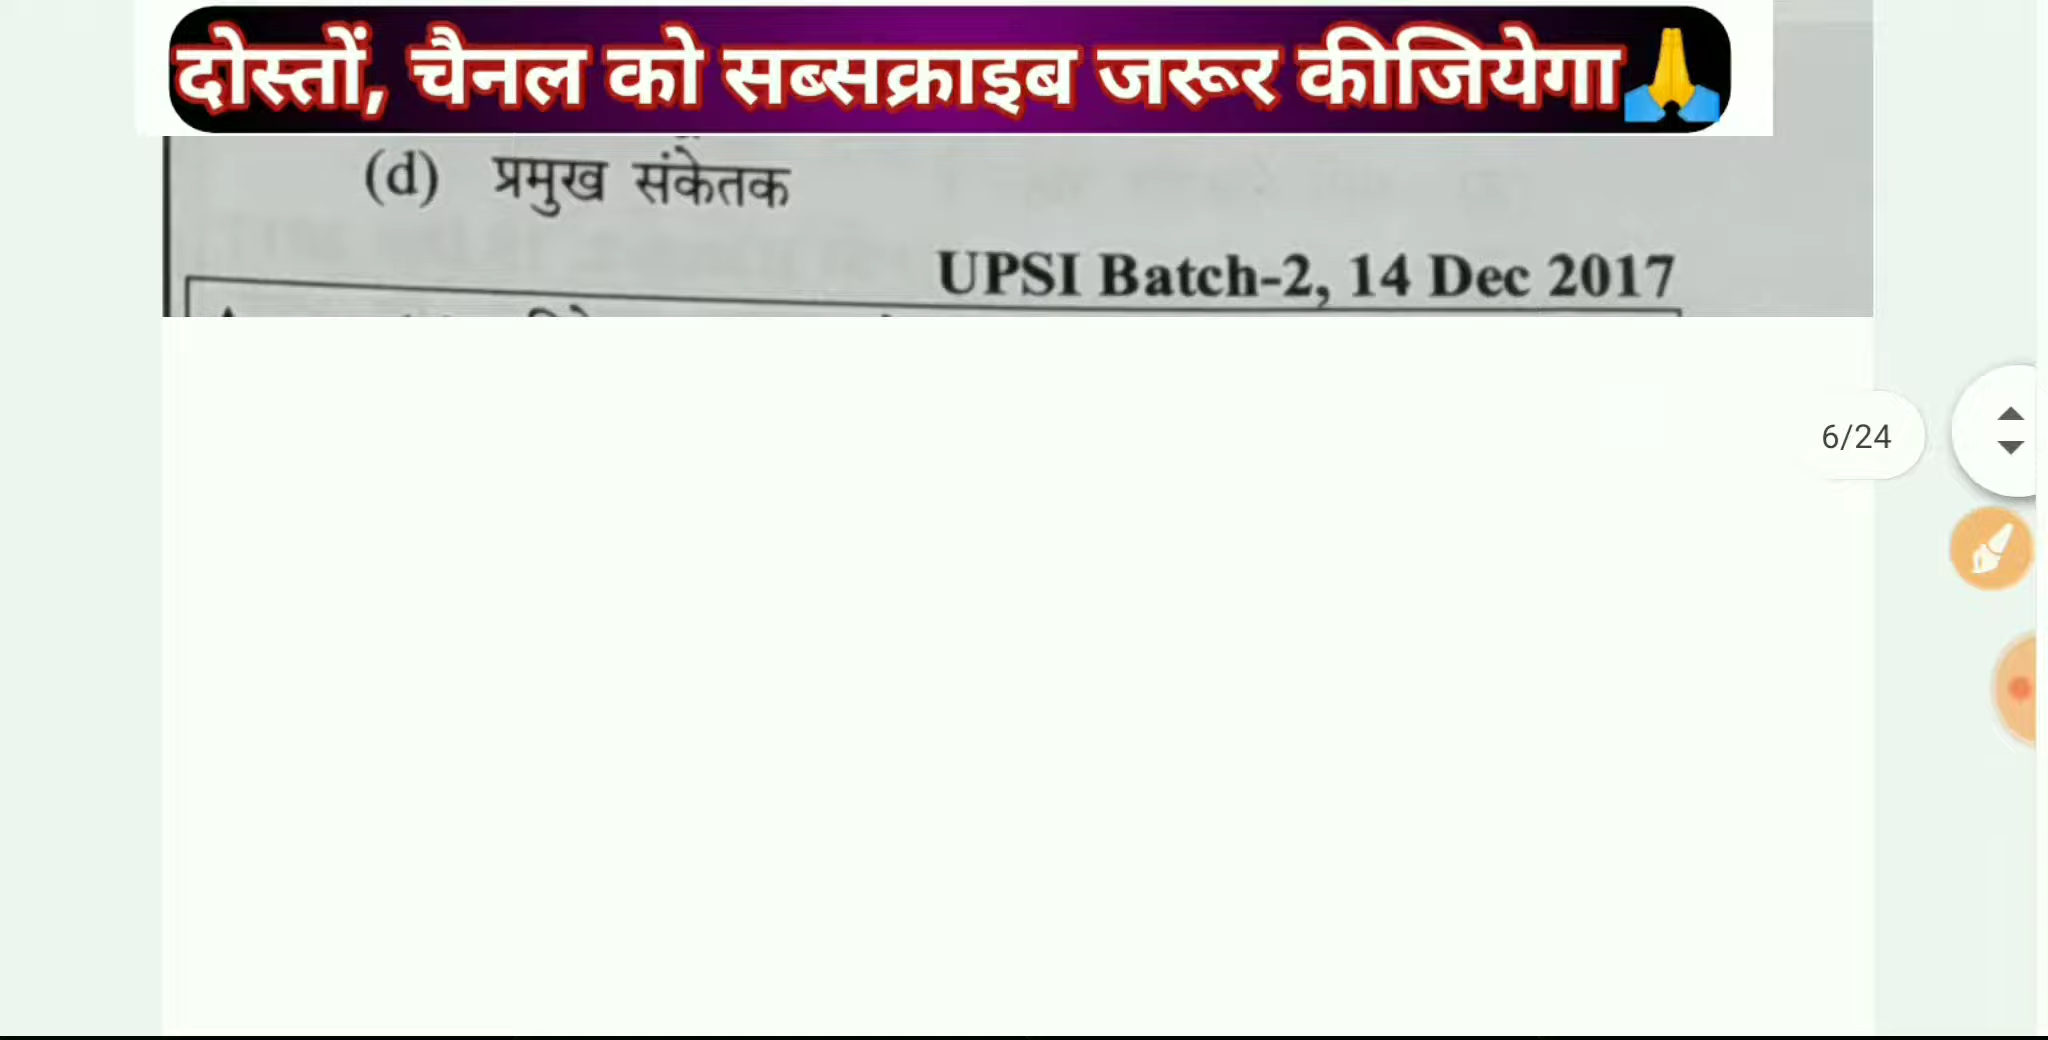 दोस्तों, चैनल को सब्सक्राइब जरूर कीजियेगा🙏
(d) प्रमुख संकेतक
UPSI Batch-2, 14 Dec 2017
6/24